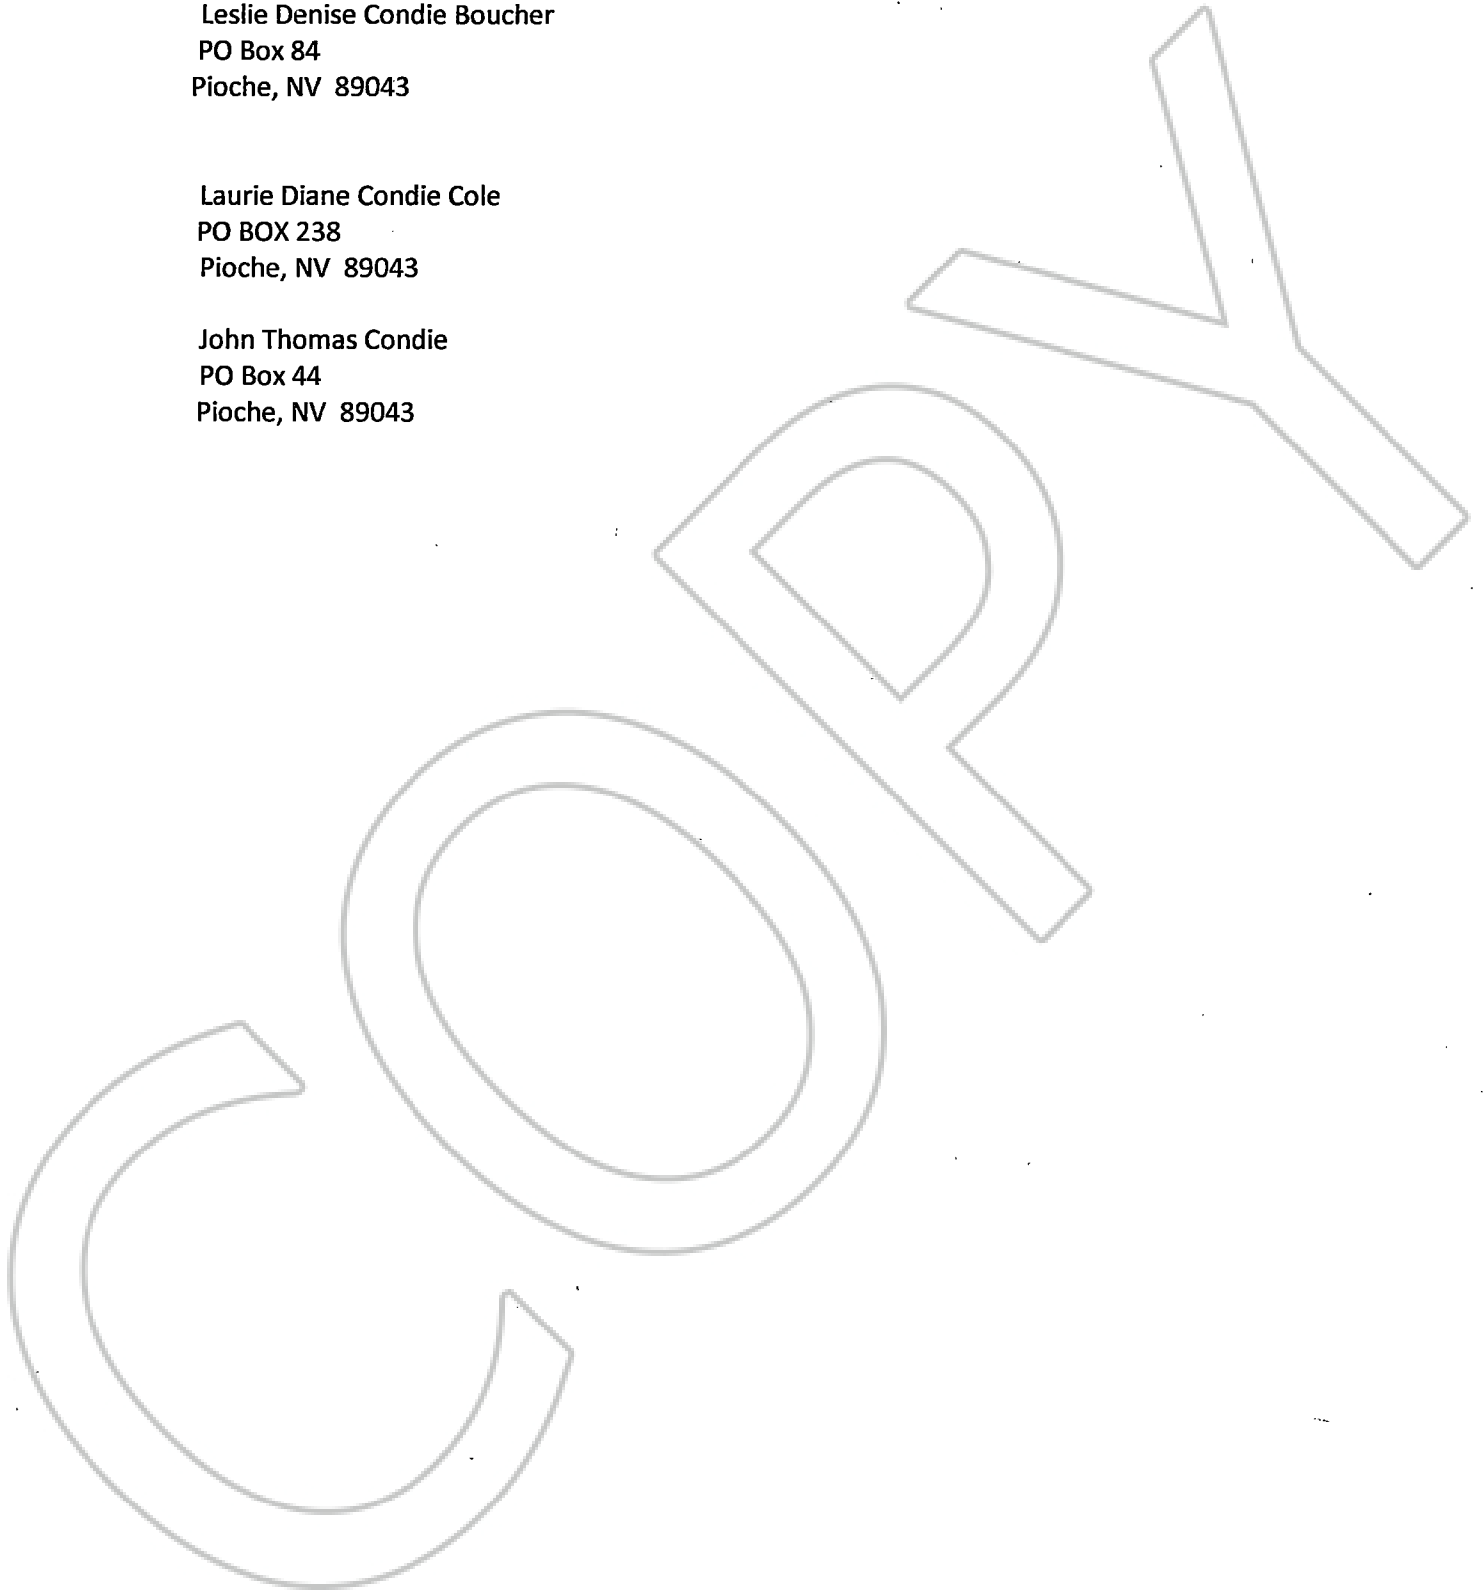 Leslie Denise Condie Boucher
PO Box 84
Pioche, NV  89043
Laurie Diane Condie Cole
PO BOX 238
Pioche, NV  89043
John Thomas Condie
PO Box 44
Pioche, NV  89043
COPY